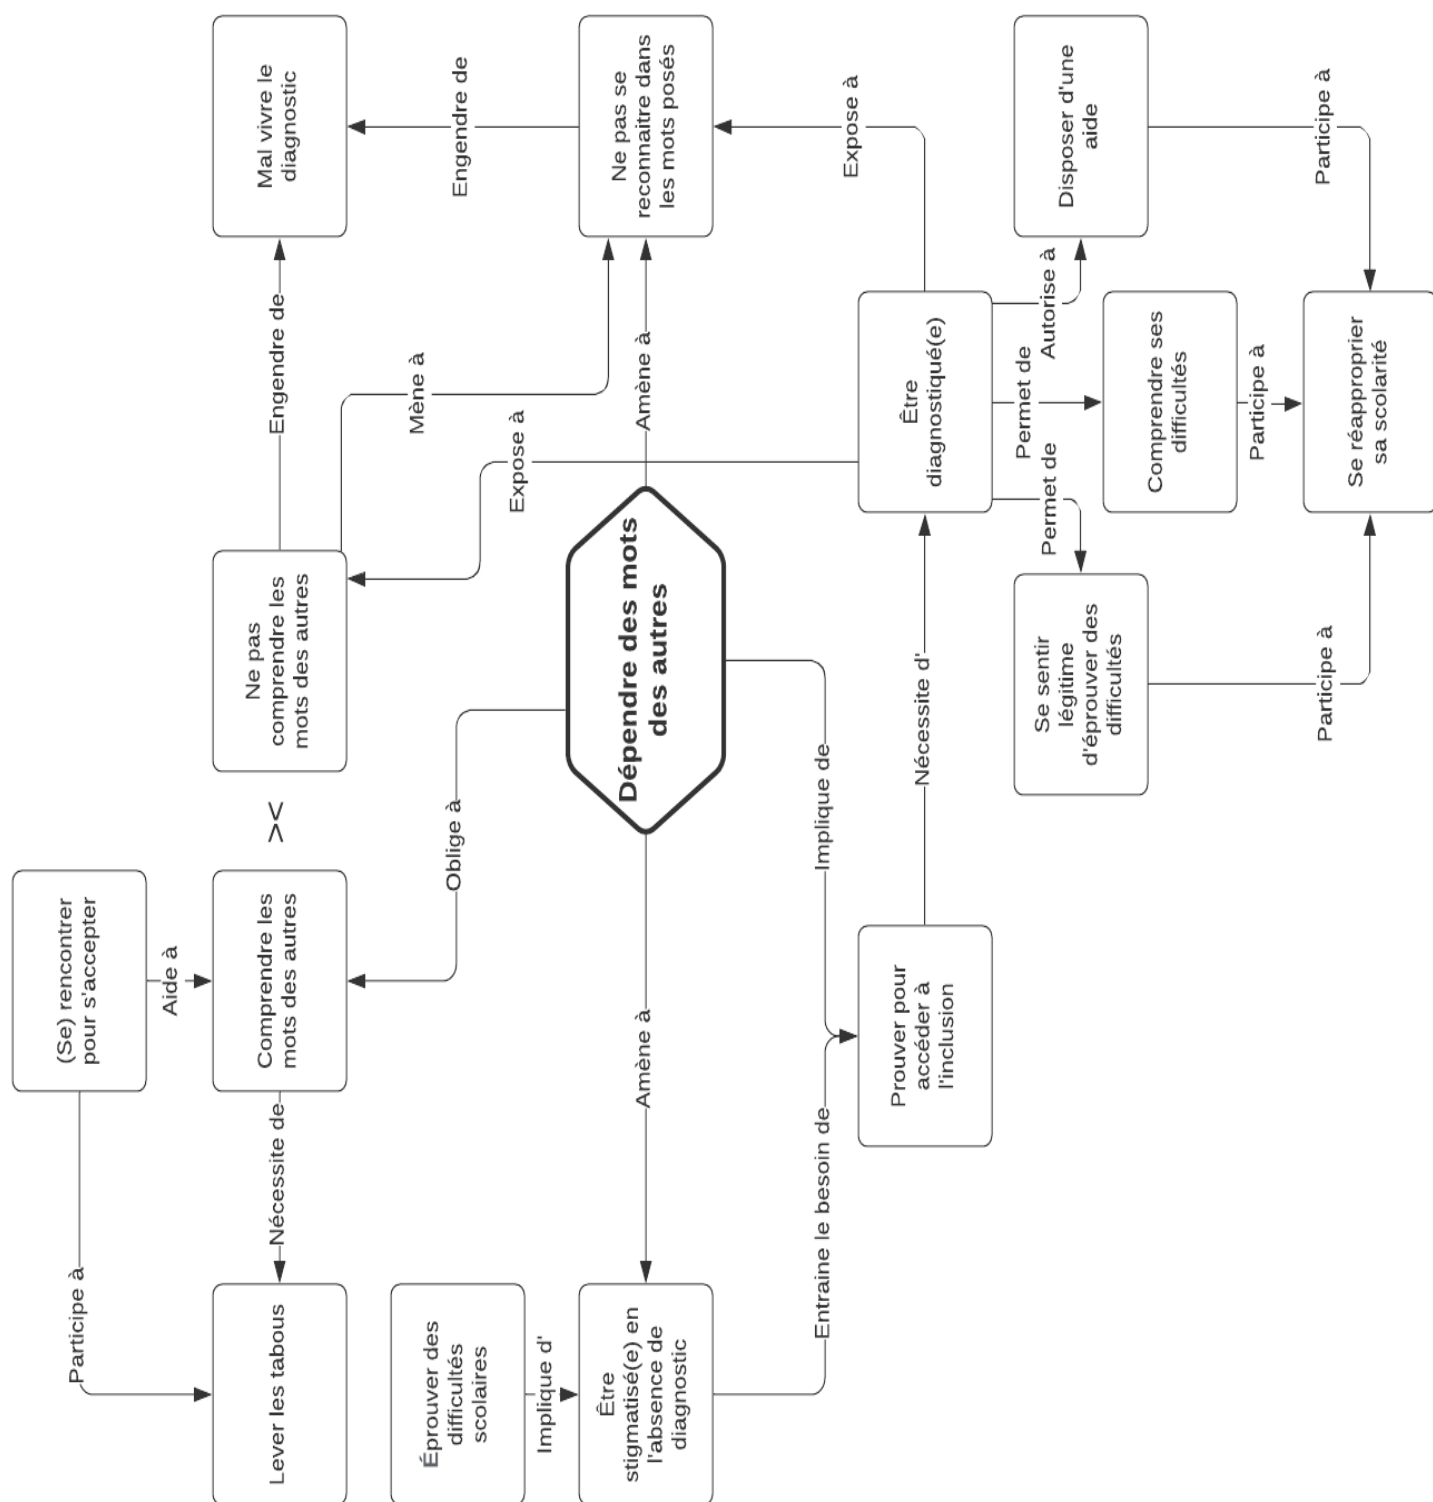 (Se) rencontrer
pour s'accepter
Participe à
Aide à
Lever les tabous
Nécessite de
Comprendre les
mots des autres
><
Ne pas
comprendre les
mots des autres
Engendre de
Mal vivre le
diagnostic
Éprouver des
difficultés
scolaires
Oblige à
Expose à
Mène à
Engendre de
Implique d'
Être
stigmatisé(e) en
l'absence de
diagnostic
Amène à
Dépendre des mots
des autres
Amène à
Ne pas se
reconnaitre dans
les mots posés
Entraine le besoin de
Implique de
Expose à
Prouver pour
accéder à
l'inclusion
Nécessite d'
Être
diagnostiqué(e)
Permet de
Permet de
Autorise à
Se sentir
légitime
d'éprouver des
difficultés
Comprendre ses
difficultés
Disposer d'une
aide
Participe à
Participe à
Participe à
Se réapproprier
sa scolarité